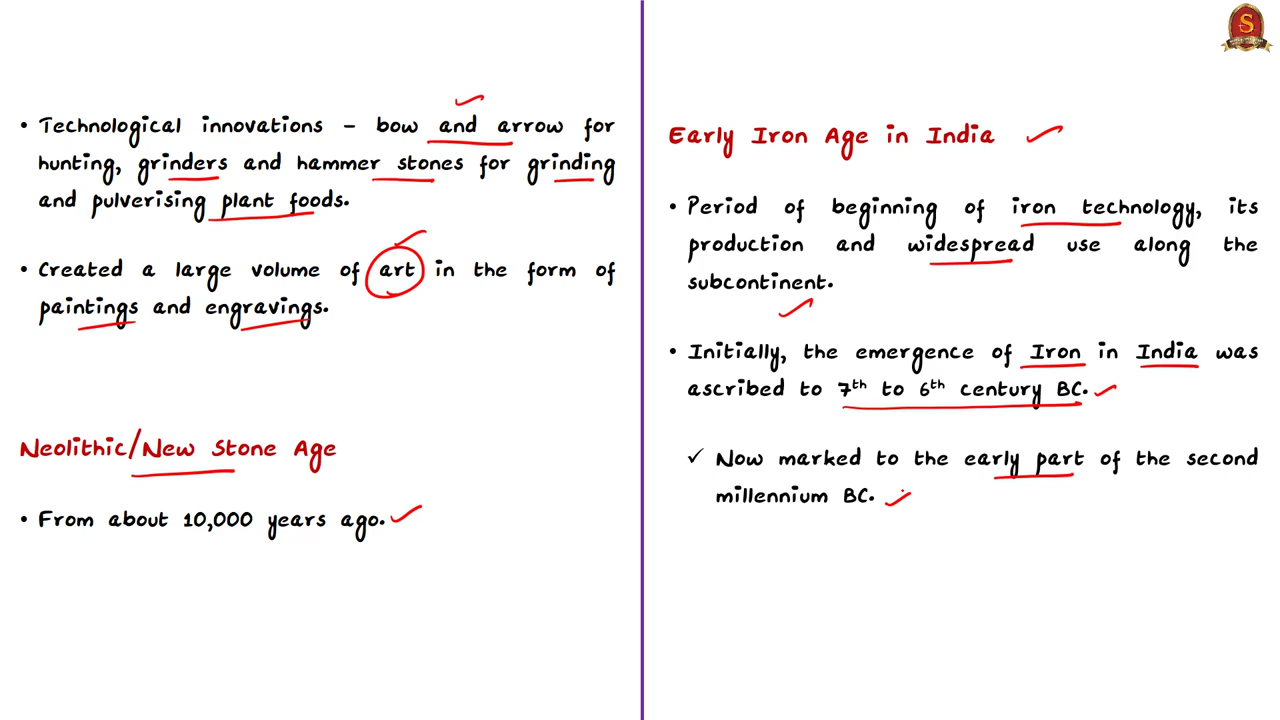 • Technological innovations – bow and arrow for
hunting, grinders and hammer stones for grinding
and pulverising plant foods.
• Created a large volume of art in the form of
paintings and engravings.
Neolithic/New Stone Age
• From about 10,000 years ago.
S
Early Iron Age in India
• Period of beginning of iron technology, its
production and widespread use along the
subcontinent.
• Initially, the emergence of Iron in India was
ascribed to 7th to 6th century BC.
✓ Now marked to the early part of the second
millennium BC.